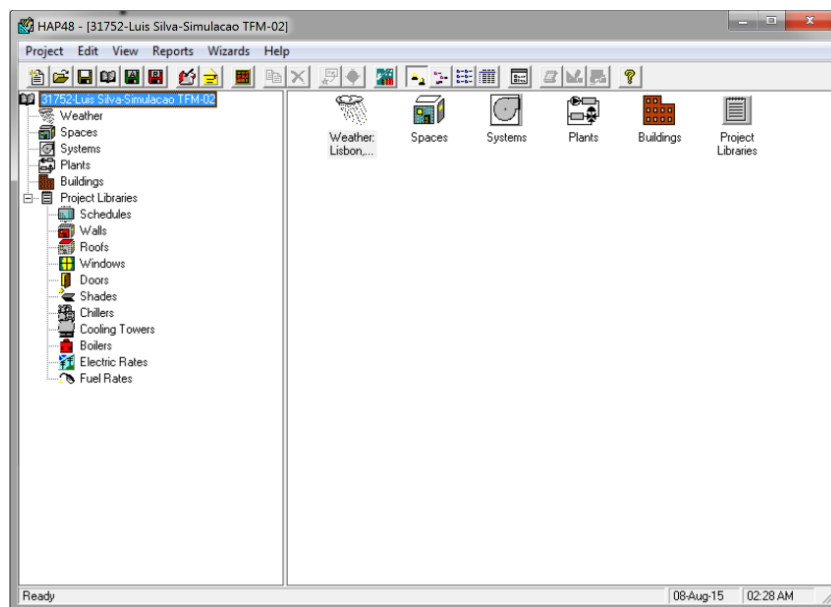 HAP48 - [31752-Luis Silva-Simulacao TFM-02]
Project Edit View Reports Wizards Help
31752-Luis Silva-Simulacao TFM-02
Weather
Spaces
Systems
Plants
Buildings
Project Libraries
Schedules
Walls
Roofs
Windows
Doors
Shades
Chillers
Cooling Towers
Boilers
Electric Rates
Fuel Rates
Weather: Spaces Systems Plants Buildings Project
Lisbon,... Libraries
Ready 08-Aug-15 02:28 AM